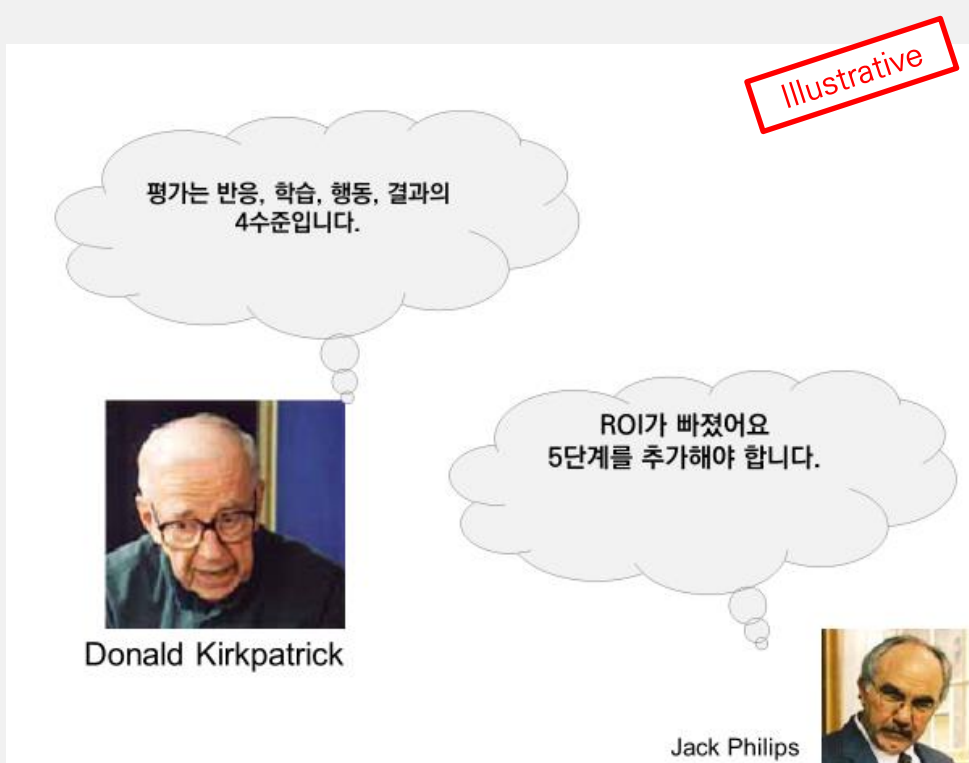 Illustrative
평가는 반응, 학습, 행동, 결과의
4수준입니다.
ROI가 빠졌어요
5단계를 추가해야 합니다.
Donald Kirkpatrick
Jack Philips